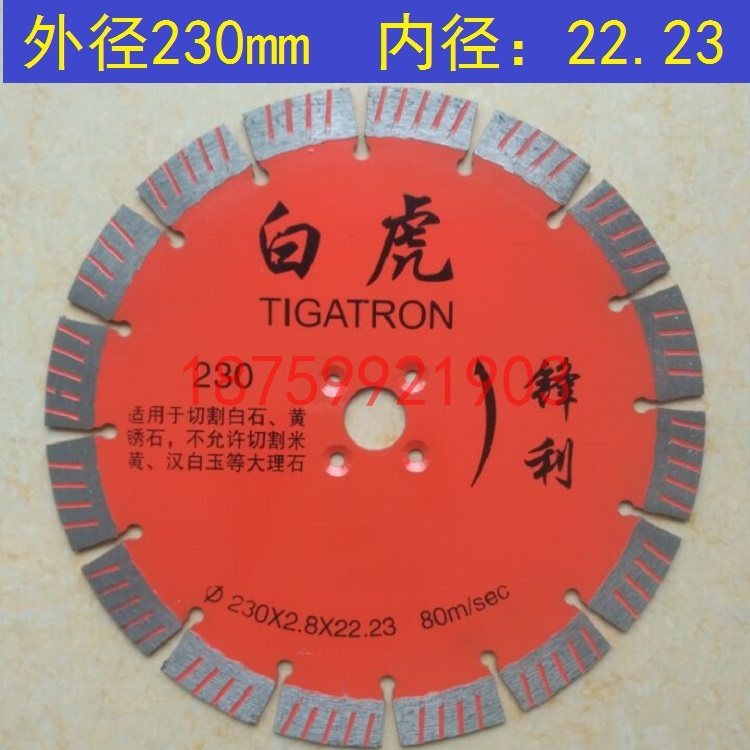 外径230mm 内径：22.23
白虎
TIGATRON
18759921903
230
锋利
适用于切割白石、黄
锈石，不允许切割米
黄、汉白玉等大理石
Ø 230X2.8X22.23 80m/sec